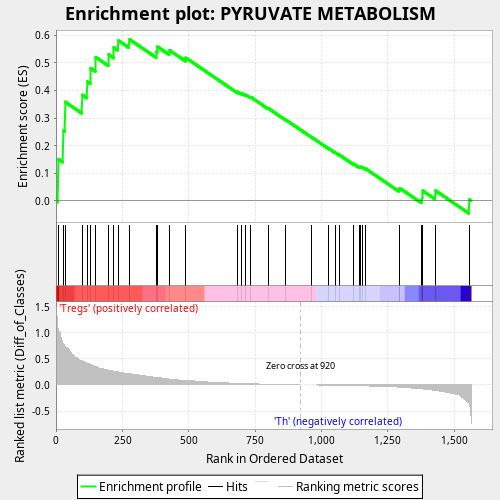 Enrichment plot: PYRUVATE METABOLISM
Enrichment score (ES)
0.6
0.5
0.4
0.3
0.2
0.1
0.0
Ranked list metric (Diff_of_Classes)
1.5
1.0
0.5
0.0
-0.5
'Tregs' (positively correlated)
Zero cross at 920
'Th' (negatively correlated)
0 250 500 750 1,000 1,250 1,500
Rank in Ordered Dataset
Enrichment profile Hits Ranking metric scores